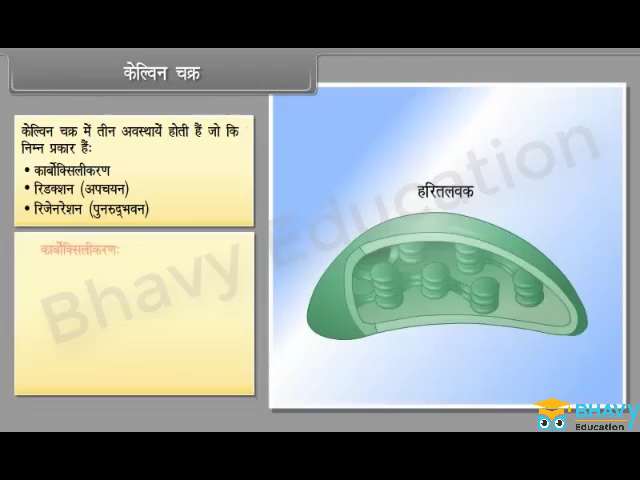 केल्विन चक्र
केल्विन चक्र में तीन अवस्थायें होती हैं जो कि
निम्न प्रकार हैं:
• कार्बोक्सिलीकरण
• रिडक्शन (अपचयन)
• रिजेनरेशन (पुनरुद्भवन)
कार्बोक्सिलीकरण:
हरितलवक
Bhavy Education
BHAVY
Education